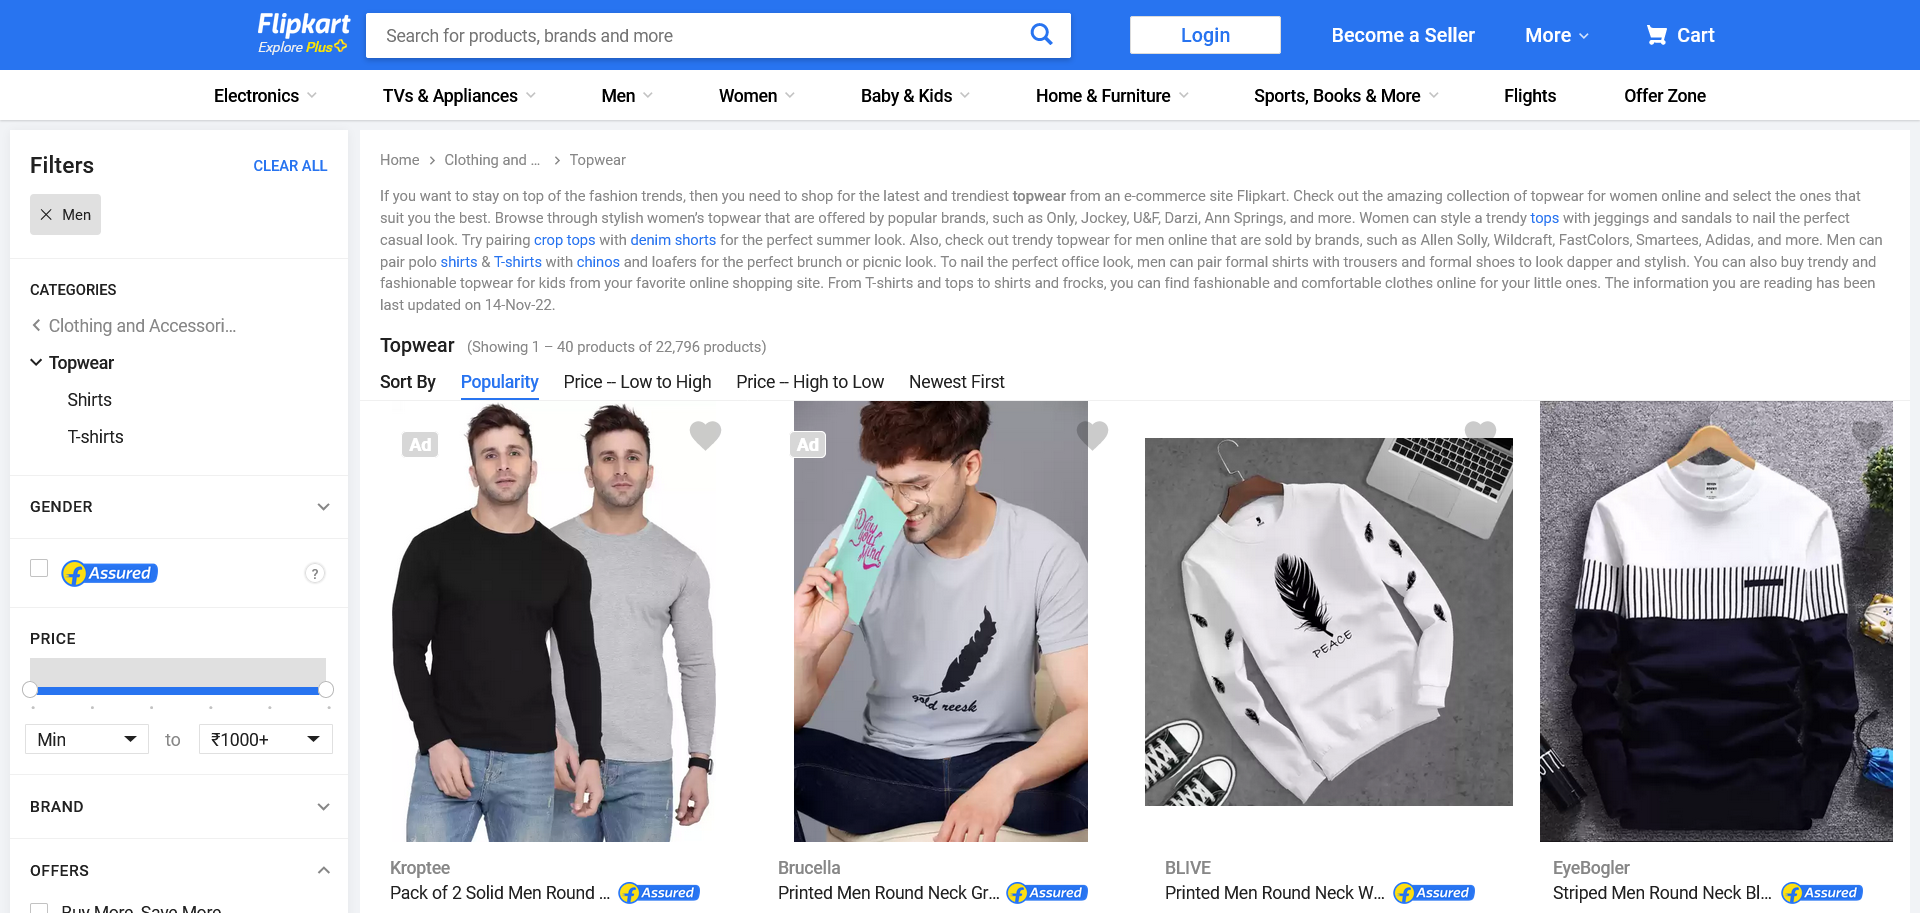 Flipkart
Explore Plus
Search for products, brands and more
Login
Become a Seller
More
Cart
Electronics
TVs & Appliances
Men
Women
Baby & Kids
Home & Furniture
Sports, Books & More
Flights
Offer Zone
Filters
CLEAR ALL
Men
CATEGORIES
Clothing and Accessori...
Topwear
Shirts
T-shirts
GENDER
Assured
?
PRICE
Min
to
₹1000+
BRAND
OFFERS
Buy More, Save More
Home
Clothing and ...
Topwear
If you want to stay on top of the fashion trends, then you need to shop for the latest and trendiest topwear from an e-commerce site Flipkart. Check out the amazing collection of topwear for women online and select the ones that
suit you the best. Browse through stylish women's topwear that are offered by popular brands, such as Only, Jockey, U&F, Darzi, Ann Springs, and more. Women can style a trendy tops with jeggings and sandals to nail the perfect
casual look. Try pairing crop tops with denim shorts for the perfect summer look. Also, check out trendy topwear for men online that are sold by brands, such as Allen Solly, Wildcraft, FastColors, Smartees, Adidas, and more. Men can
pair polo shirts & T-shirts with chinos and loafers for the perfect brunch or picnic look. To nail the perfect office look, men can pair formal shirts with trousers and formal shoes to look dapper and stylish. You can also buy trendy and
fashionable topwear for kids from your favorite online shopping site. From T-shirts and tops to shirts and frocks, you can find fashionable and comfortable clothes online for your little ones. The information you are reading has been
last updated on 14-Nov-22.
Topwear (Showing 1 – 40 products of 22,796 products)
Sort By
Popularity
Price -- Low to High
Price -- High to Low
Newest First
Ad
Ad
Draw your Mind
gold reesk
PEACE
Kroptee
Pack of 2 Solid Men Round ...
Assured
Brucella
Printed Men Round Neck Gr...
Assured
BLIVE
Printed Men Round Neck W...
Assured
EyeBogler
Striped Men Round Neck Bl...
Assured